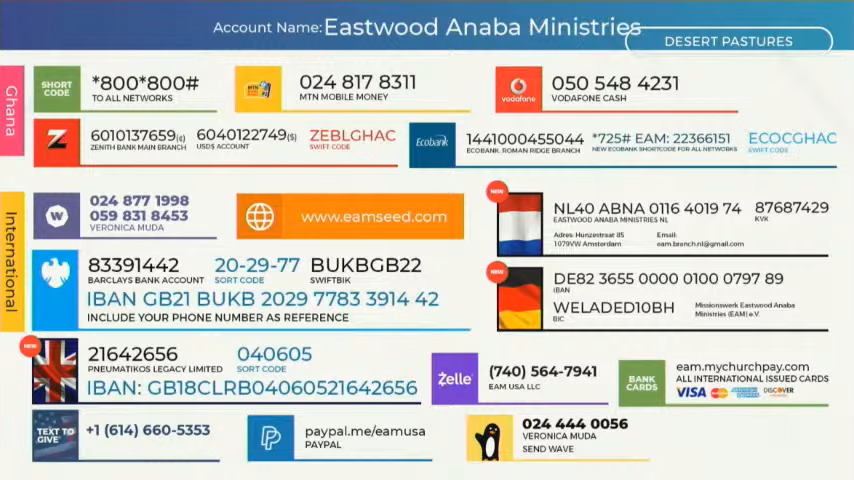 Account Name: Eastwood Anaba Ministries
DESERT PASTURES
Ghana
SHORT CODE
*800*800#
TO ALL NETWORKS
024 817 8311
MTN MOBILE MONEY
vodafone
050 548 4231
VODAFONE CASH
Z
6010137659(¢)
ZENITH BANK MAIN BRANCH
6040122749($)
USD$ ACCOUNT
ZEBLGHAC
SWIFT CODE
Ecobank
1441000455044
ECOBANK. ROMAN RIDGE BRANCH
*725# EAM: 22366151
NEW ECOBANK SHORTCODE FOR ALL NETWORKS
ECOCGHAC
SWIFT CODE
International
W
024 877 1998
059 831 8453
VERONICA MUDA
www.eamseed.com
NEW
NL40 ABNA 0116 4019 74
EASTWOOD ANABA MINISTRIES NL
87687429
KVK
Adres: Hunzestraat 85
1079VW Amsterdam
Email:
eam.branch.nl@gmail.com
83391442
BARCLAYS BANK ACCOUNT
20-29-77
SORT CODE
BUKBGB22
SWIFTBIK
IBAN GB21 BUKB 2029 7783 3914 42
INCLUDE YOUR PHONE NUMBER AS REFERENCE
NEW
DE82 3655 0000 0100 0797 89
IBAN
WELADED10BH
BIC
Missionswerk Eastwood Anaba
Ministries (EAM) e.V.
NEW
21642656
PNEUMATIKOS LEGACY LIMITED
040605
SORT CODE
IBAN: GB18CLRB04060521642656
Zelle
(740) 564-7941
EAM USA LLC
BANK CARDS
eam.mychurchpay.com
ALL INTERNATIONAL ISSUED CARDS
VISA
DISCOVER
TEXT TO GIVE
+1 (614) 660-5353
paypal.me/eamusa
PAYPAL
024 444 0056
VERONICA MUDA
SEND WAVE